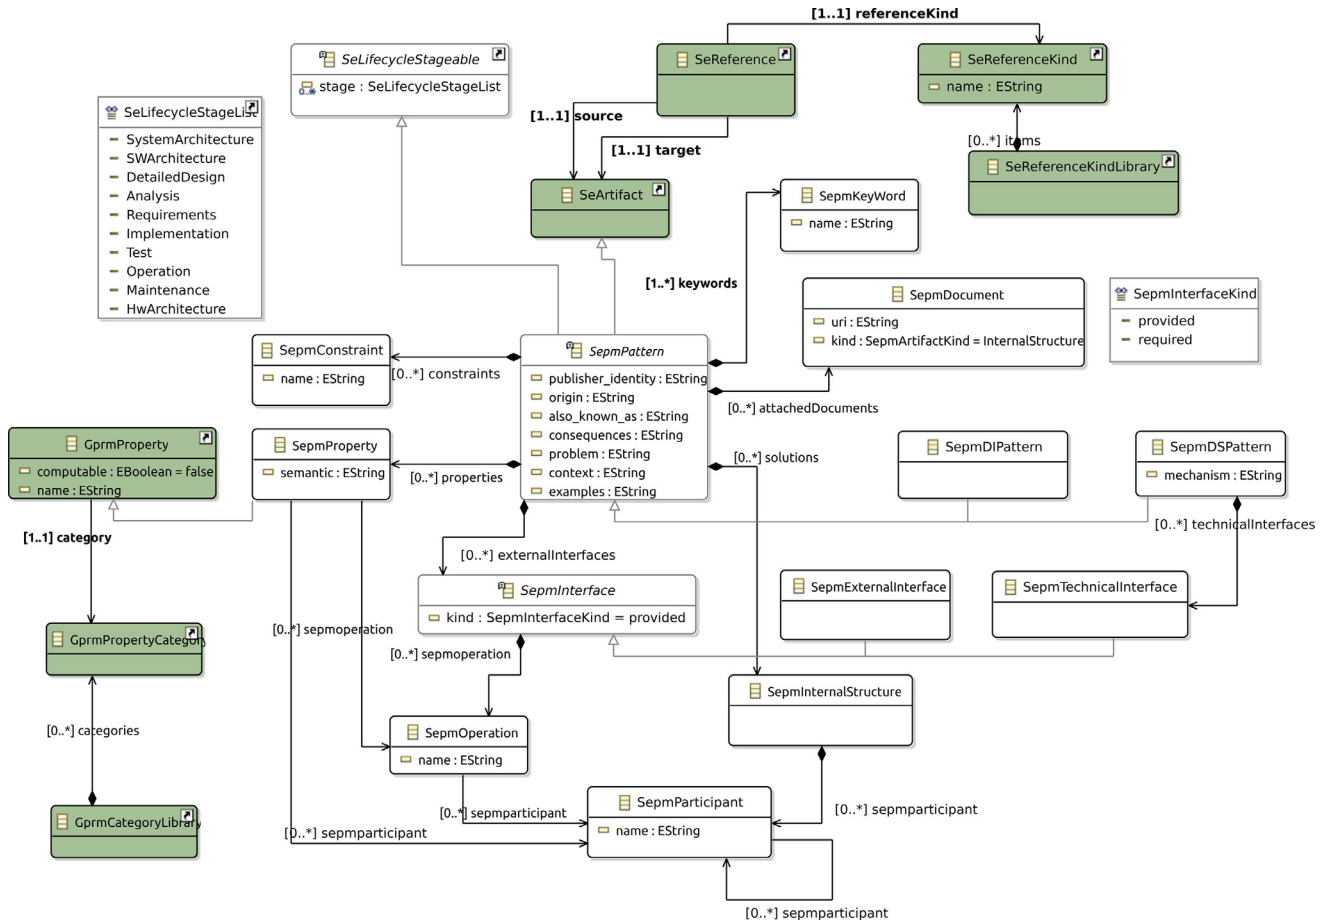 [1..1] referenceKind
SeLifecycleStageable
stage : SeLifecycleStageList
0..*
SeReference
SeReferenceKind
name : EString
SeLifecycleStageList
SystemArchitecture
SWArchitecture
DetailedDesign
Analysis
Requirements
Implementation
Test
Operation
Maintenance
HwArchitecture
[1..1] source
[1..1] target
[0..*] items
SeReferenceKindLibrary
SeArtifact
SepmKeyWord
name : EString
[1..*] keywords
SepmDocument
uri : EString
kind : SepmArtifactKind = InternalStructure
SepmInterfaceKind
provided
required
SepmConstraint
name : EString
[0..*] constraints
SepmPattern
publisher_identity : EString
origin : EString
also_known_as : EString
consequences : EString
problem : EString
context : EString
examples : EString
[0..*] attachedDocuments
GprmProperty
computable : EBoolean = false
name : EString
SepmProperty
semantic : EString
[0..*] properties
[0..*] solutions
SepmDIPattern
SepmDSPattern
mechanism : EString
[0..*] technicalInterfaces
[1..1] category
[0..*] externalInterfaces
SepmInterface
kind : SepmInterfaceKind = provided
SepmExternalInterface
SepmTechnicalInterface
GprmPropertyCategory
[0..*] sepmoperation
[0..*] sepmoperation
SepmInternalStructure
[0..*] categories
SepmOperation
name : EString
GprmCategoryLibrary
[0..*] sepmparticipant
[0..*] sepmparticipant
SepmParticipant
name : EString
[0..*] sepmparticipant
[0..*] sepmparticipant